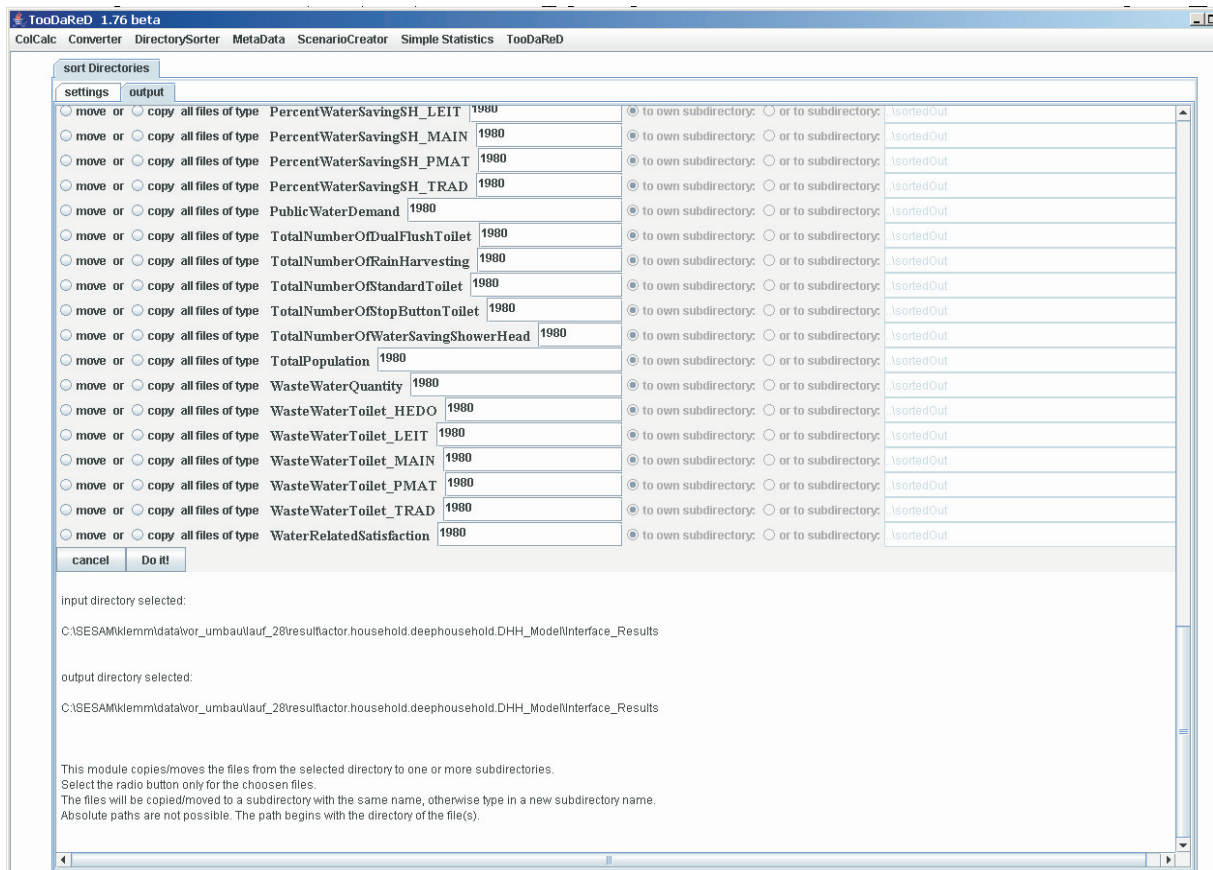 TooDaReD 1.76 beta
ColCalc Converter DirectorySorter MetaData ScenarioCreator Simple Statistics TooDaReD
sort Directories
settings output
move or copy all files of type PercentWaterSavingSH_LEIT 1980 to own subdirectory: or to subdirectory: ..\sortedOut
move or copy all files of type PercentWaterSavingSH_MAIN 1980 to own subdirectory: or to subdirectory: ..\sortedOut
move or copy all files of type PercentWaterSavingSH_PMAT 1980 to own subdirectory: or to subdirectory: ..\sortedOut
move or copy all files of type PercentWaterSavingSH_TRAD 1980 to own subdirectory: or to subdirectory: ..\sortedOut
move or copy all files of type PublicWaterDemand 1980 to own subdirectory: or to subdirectory: ..\sortedOut
move or copy all files of type TotalNumberOfDualFlushToilet 1980 to own subdirectory: or to subdirectory: ..\sortedOut
move or copy all files of type TotalNumberOfRainHarvesting 1980 to own subdirectory: or to subdirectory: ..\sortedOut
move or copy all files of type TotalNumberOfStandardToilet 1980 to own subdirectory: or to subdirectory: ..\sortedOut
move or copy all files of type TotalNumberOfStopButtonToilet 1980 to own subdirectory: or to subdirectory: ..\sortedOut
move or copy all files of type TotalNumberOfWaterSavingShowerHead 1980 to own subdirectory: or to subdirectory: ..\sortedOut
move or copy all files of type TotalPopulation 1980 to own subdirectory: or to subdirectory: ..\sortedOut
move or copy all files of type WasteWaterQuantity 1980 to own subdirectory: or to subdirectory: ..\sortedOut
move or copy all files of type WasteWaterToilet_HEDO 1980 to own subdirectory: or to subdirectory: ..\sortedOut
move or copy all files of type WasteWaterToilet_LEIT 1980 to own subdirectory: or to subdirectory: ..\sortedOut
move or copy all files of type WasteWaterToilet_MAIN 1980 to own subdirectory: or to subdirectory: ..\sortedOut
move or copy all files of type WasteWaterToilet_PMAT 1980 to own subdirectory: or to subdirectory: ..\sortedOut
move or copy all files of type WasteWaterToilet_TRAD 1980 to own subdirectory: or to subdirectory: ..\sortedOut
move or copy all files of type WaterRelatedSatisfaction 1980 to own subdirectory: or to subdirectory: ..\sortedOut
cancel Do it!
input directory selected:
C:\SESAM\klemm\data\vor_umbau\lauf_28\result\actor.household.deephousehold.DHH_Model\Interface_Results
output directory selected:
C:\SESAM\klemm\data\vor_umbau\lauf_28\result\actor.household.deephousehold.DHH_Model\Interface_Results
This module copies/moves the files from the selected directory to one or more subdirectories.
Select the radio button only for the choosen files.
The files will be copied/moved to a subdirectory with the same name, otherwise type in a new subdirectory name.
Absolute paths are not possible. The path begins with the directory of the file(s).